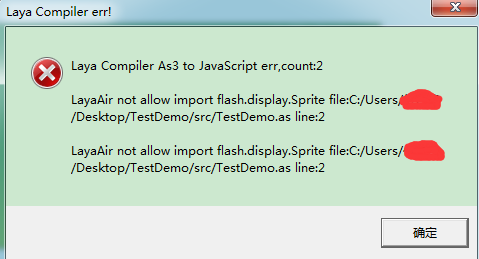 Laya Compiler err!
Laya Compiler As3 to JavaScript err,count:2
LayaAir not allow import flash.display.Sprite file:C:/Users/
/Desktop/TestDemo/src/TestDemo.as line:2
LayaAir not allow import flash.display.Sprite file:C:/Users/
/Desktop/TestDemo/src/TestDemo.as line:2
确定